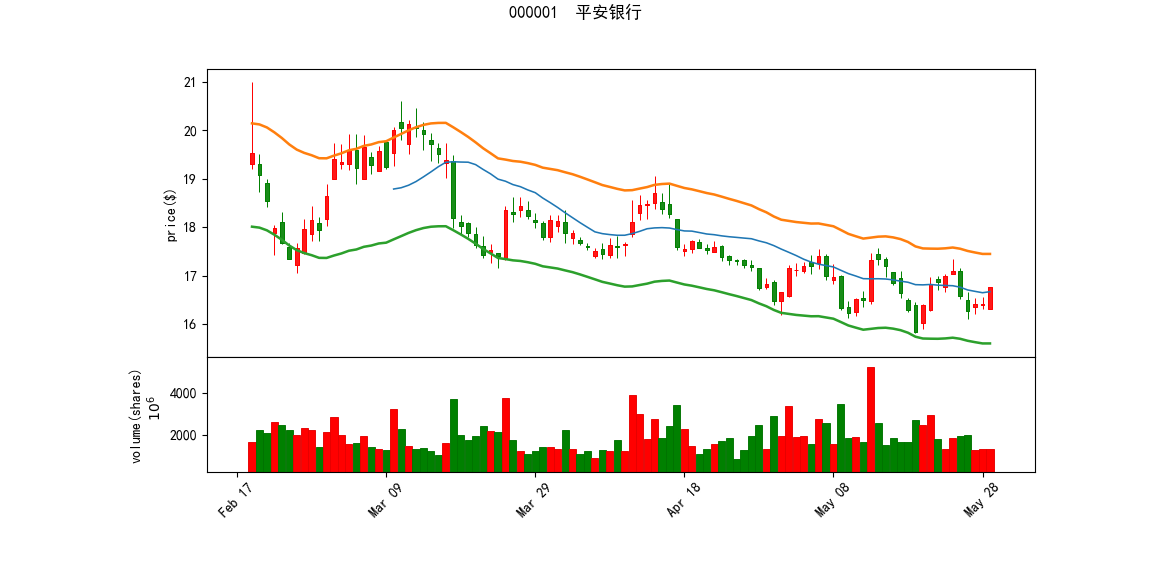 000001 平安银行
price($)
21
20
19
18
17
16
volume(shares)
10^6
4000
2000
Feb 17
Mar 09
Mar 29
Apr 18
May 08
May 28